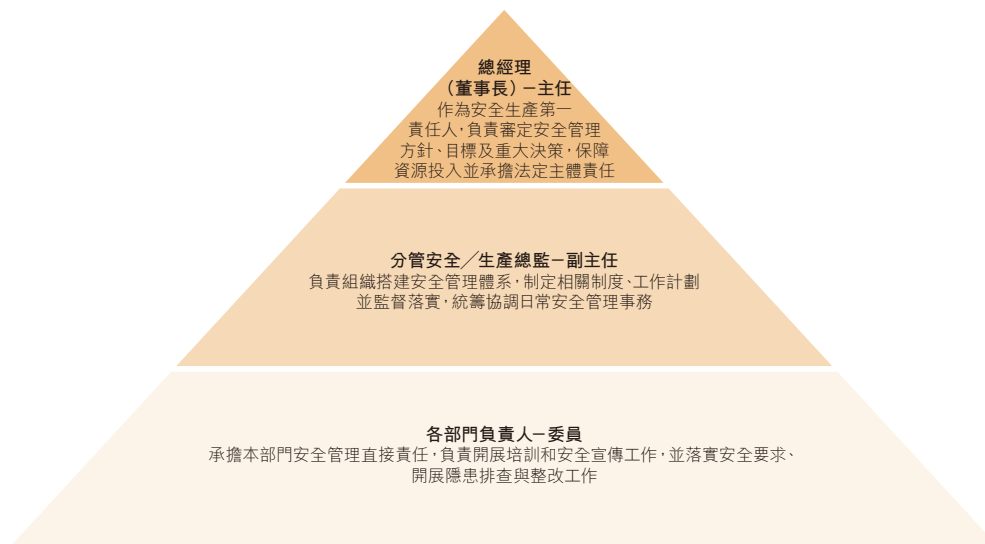 總經理
（董事長）－主任
作為安全生產第一
責任人，負責審定安全管理
方針、目標及重大決策，保障
資源投入並承擔法定主體責任
分管安全／生產總監－副主任
負責組織搭建安全管理體系，制定相關制度、工作計劃
並監督落實，統籌協調日常安全管理事務
各部門負責人－委員
承擔本部門安全管理直接責任，負責開展培訓和安全宣傳工作，並落實安全要求、
開展隱患排查與整改工作